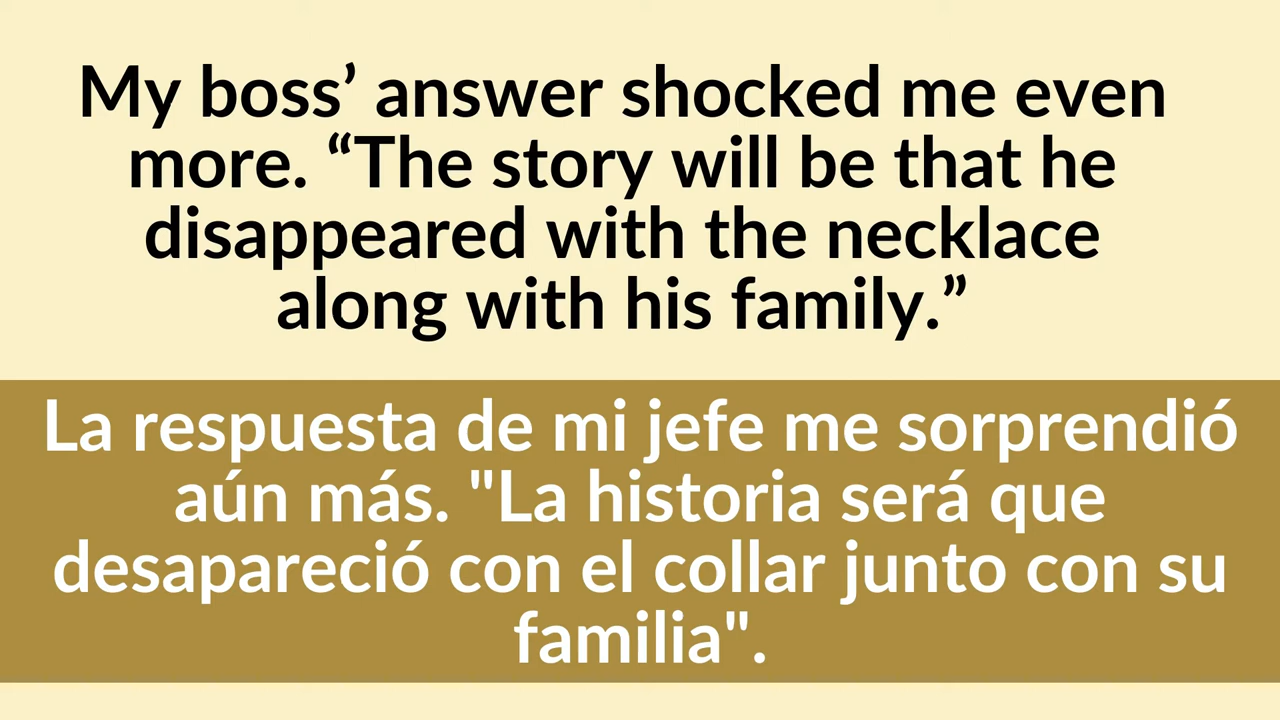 My boss’ answer shocked me even
more. “The story will be that he
disappeared with the necklace
along with his family.”
La respuesta de mi jefe me sorprendió
aún más. "La historia será que
desapareció con el collar junto con su
familia".